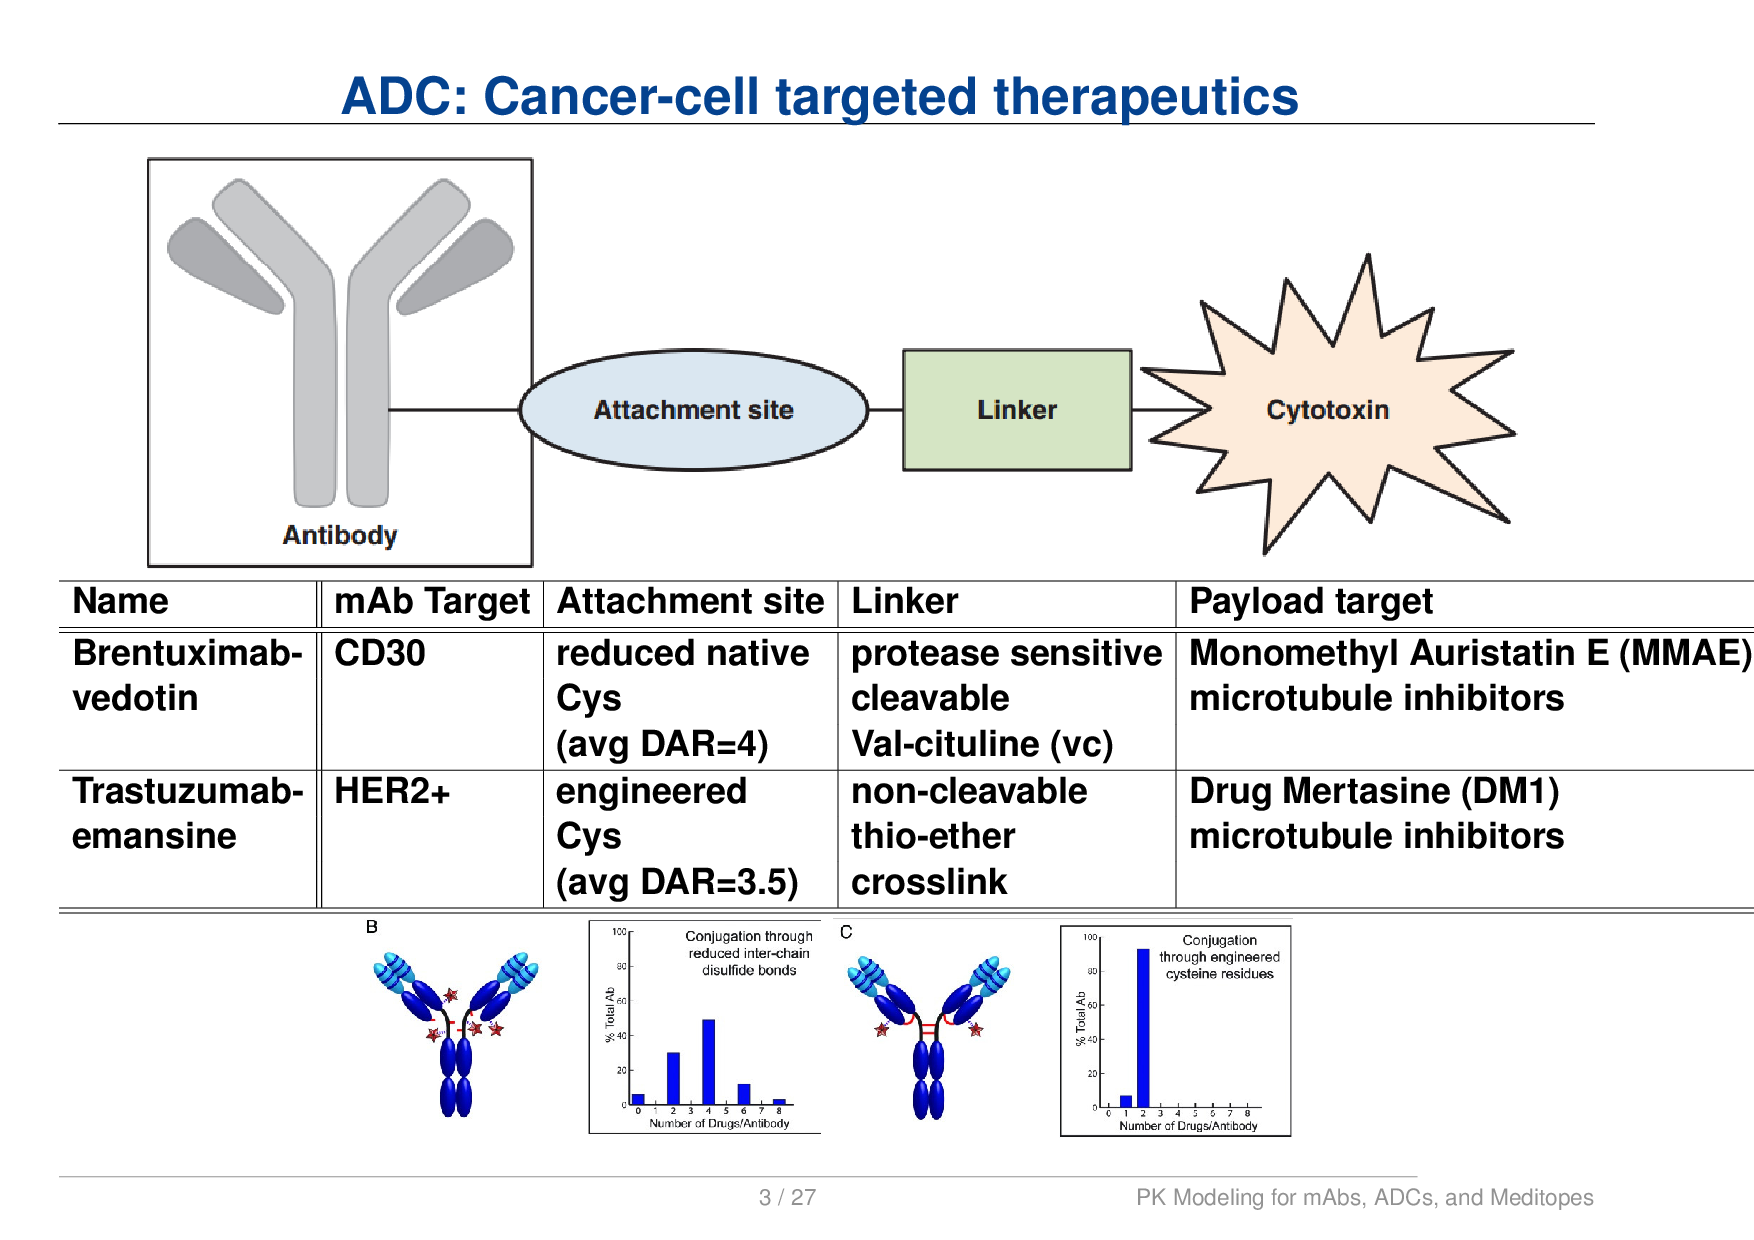 ADC: Cancer-cell targeted therapeutics
Antibody
Attachment site
Linker
Cytotoxin
Name mAb Target Attachment site Linker Payload target
Brentuximab- CD30 reduced native protease sensitive Monomethyl Auristatin E (MMAE)
vedotin Cys cleavable microtubule inhibitors
(avg DAR=4) Val-cituline (vc)
Trastuzumab- HER2+ engineered non-cleavable Drug Mertasine (DM1)
emansine Cys thio-ether microtubule inhibitors
(avg DAR=3.5) crosslink
B
Conjugation through
reduced inter-chain
disulfide bonds
% Total Ab
100
80
60
40
20
0
0 1 2 3 4 5 6 7 8
Number of Drugs/Antibody
C
Conjugation
through engineered
cysteine residues
% Total Ab
100
80
60
40
20
0
0 1 2 3 4 5 6 7 8
Number of Drugs/Antibody
3 / 27
PK Modeling for mAbs, ADCs, and Meditopes